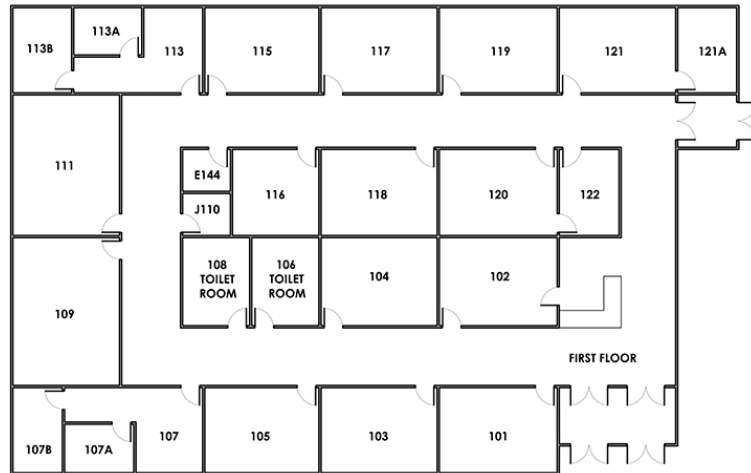 113A
113B
113
115
117
119
121
121A
111
E144
116
118
120
122
J110
108
TOILET
ROOM
106
TOILET
ROOM
104
102
109
FIRST FLOOR
107B
107A
107
105
103
101